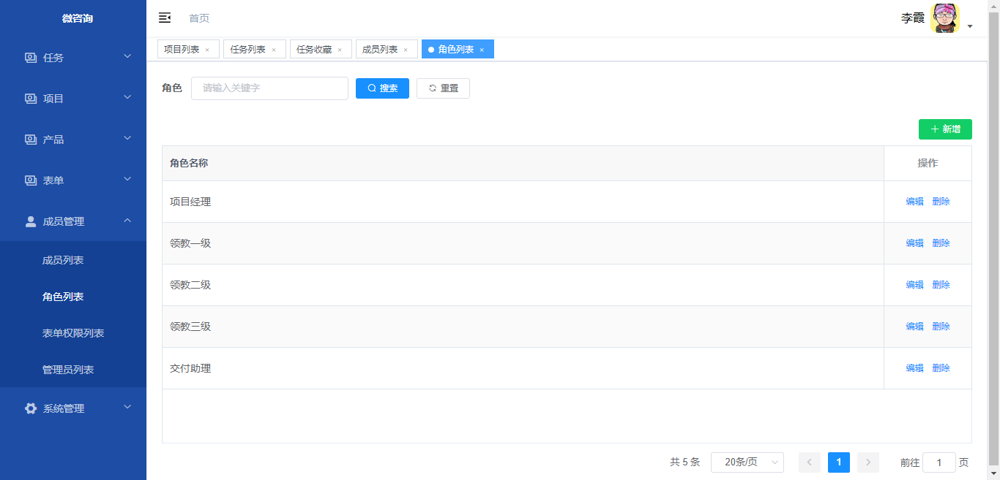 微咨询
任务
项目
产品
表单
成员管理
成员列表
角色列表
表单权限列表
管理员列表
系统管理
首页
李霞
项目列表 ×
任务列表 ×
任务收藏 ×
成员列表 ×
角色列表 ×
角色 请输入关键字 搜索 重置
+ 新增
角色名称 操作
项目经理 编辑 删除
领教一级 编辑 删除
领教二级 编辑 删除
领教三级 编辑 删除
交付助理 编辑 删除
共 5 条 20条/页 1 前往 1 页